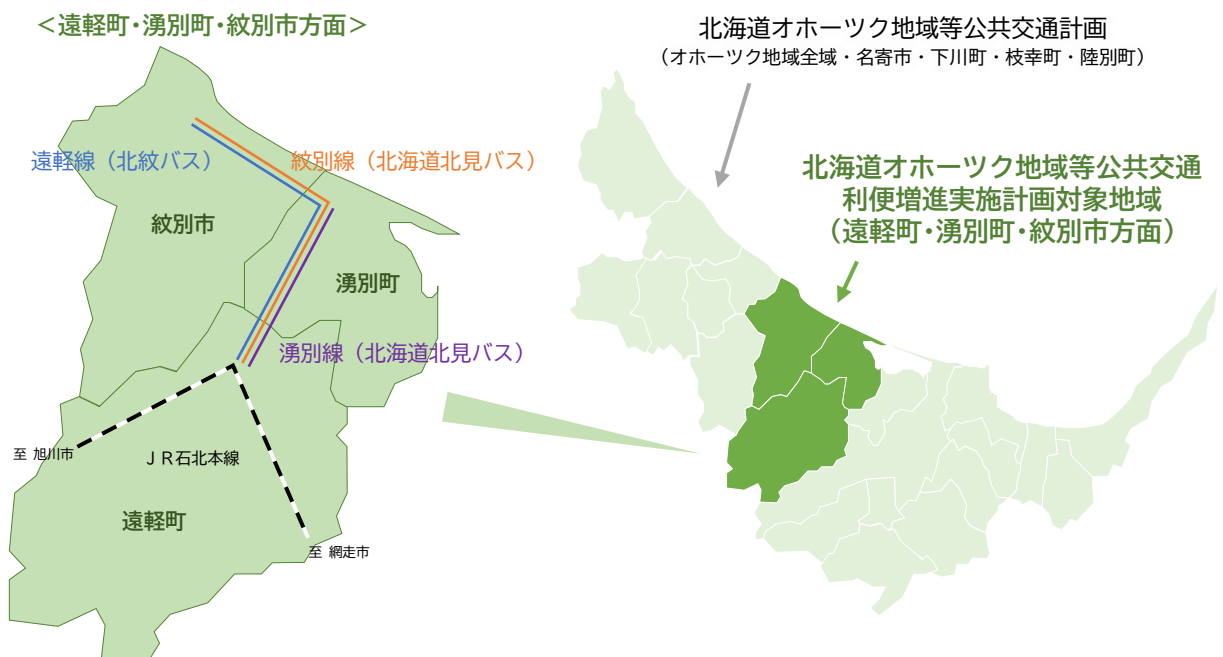 ＜遠軽町・湧別町・紋別市方面＞
遠軽線（北紋バス）
紋別線（北海道北見バス）
紋別市
湧別町
湧別線（北海道北見バス）
至 旭川市
ＪＲ石北本線
遠軽町
至 網走市
北海道オホーツク地域等公共交通計画
（オホーツク地域全域・名寄市・下川町・枝幸町・陸別町）
北海道オホーツク地域等公共交通
利便増進実施計画対象地域
（遠軽町・湧別町・紋別市方面）